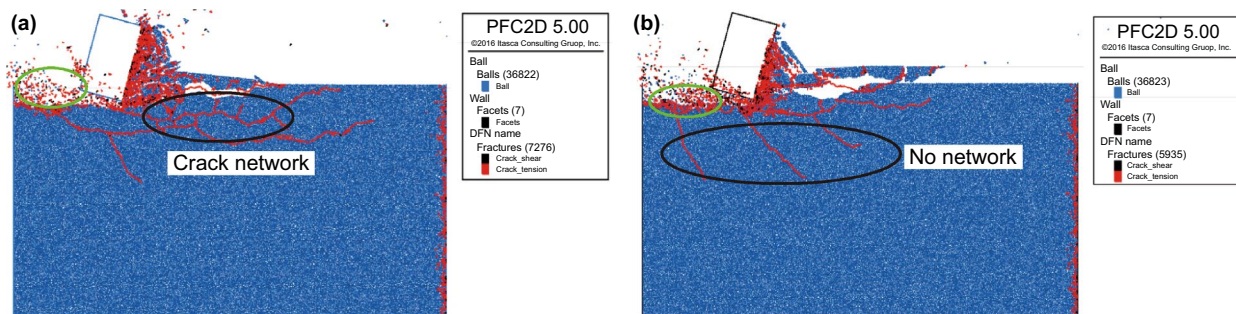 (a)
Crack network
PFC2D 5.00
©2016 Itasca Consulting Gruop, Inc.
Ball
Balls (36822)
Ball
Wall
Facets (7)
Facets
DFN name
Fractures (7276)
Crack_shear
Crack_tension
(b)
No network
PFC2D 5.00
©2016 Itasca Consulting Gruop, Inc.
Ball
Balls (36823)
Ball
Wall
Facets (7)
Facets
DFN name
Fractures (5935)
Crack_shear
Crack_tension